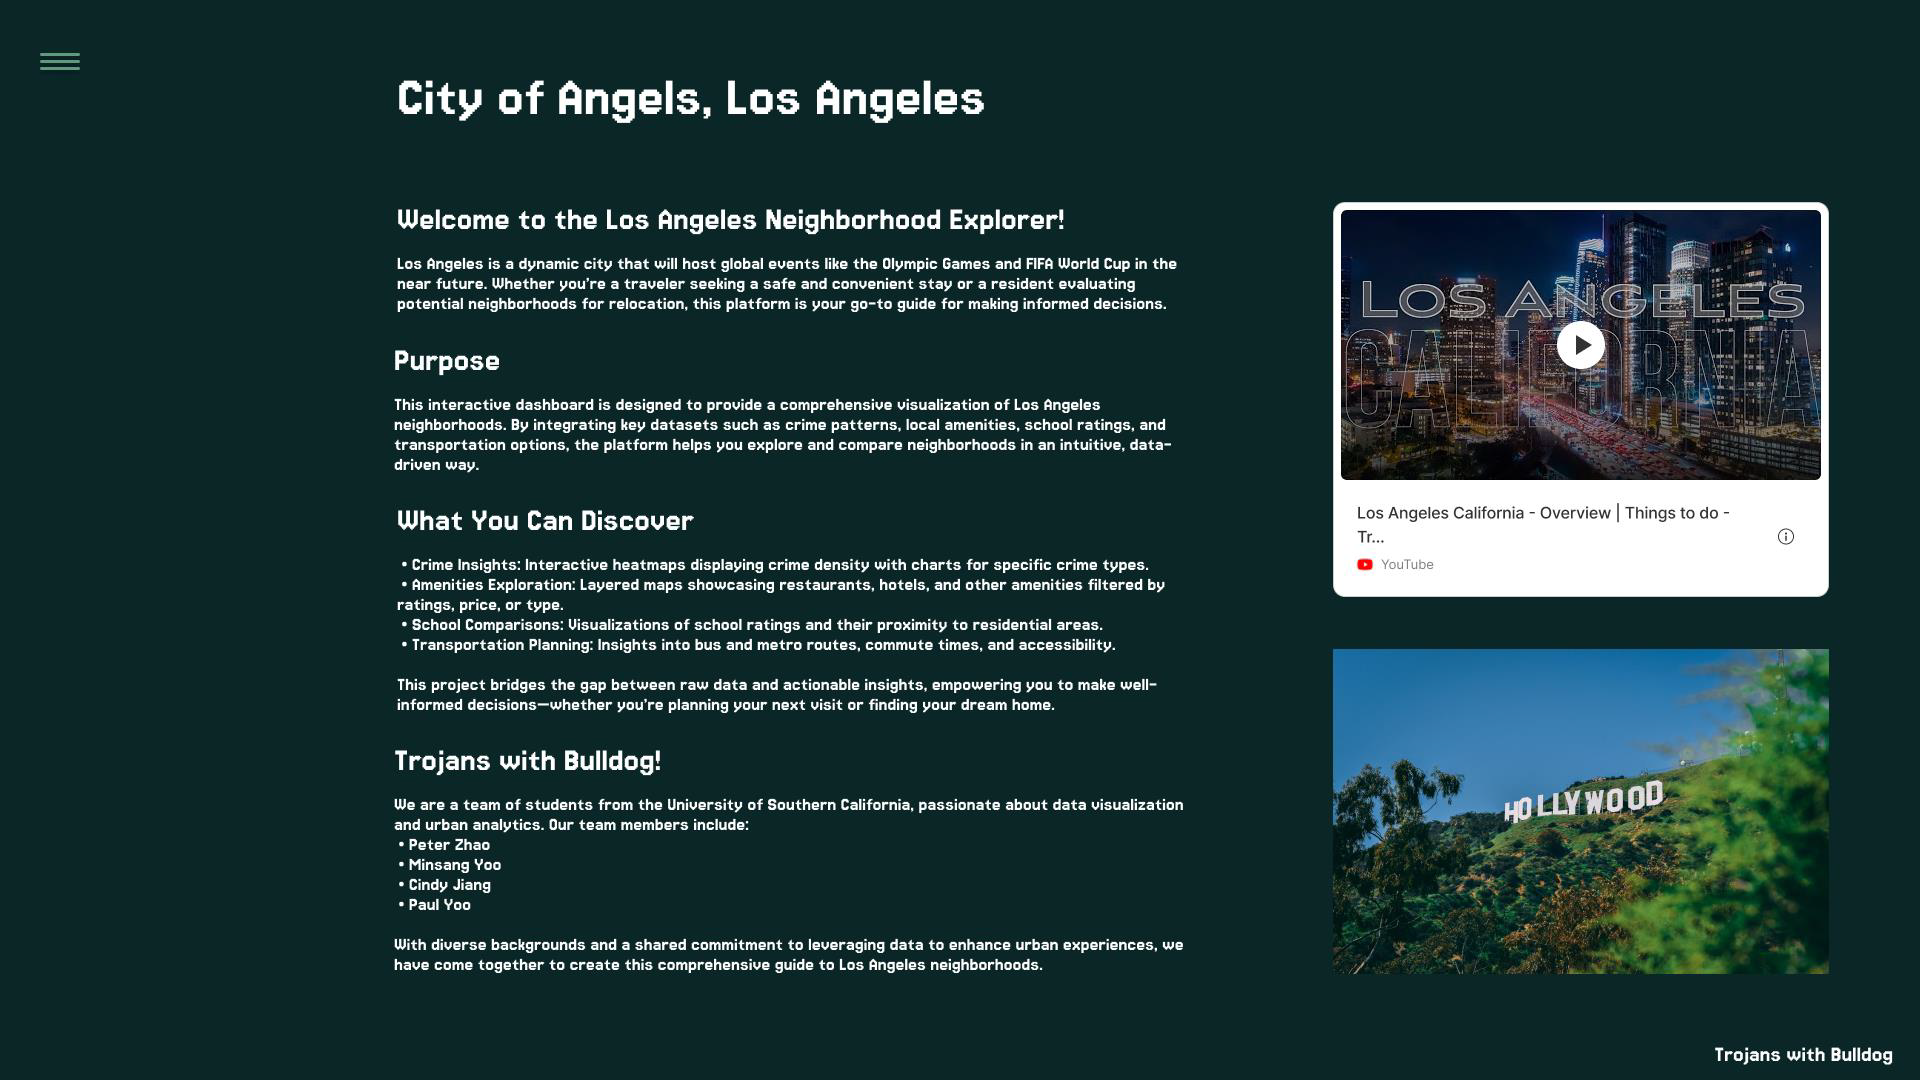 City of Angels, Los Angeles
Welcome to the Los Angeles Neighborhood Explorer!
Los Angeles is a dynamic city that will host global events like the Olympic Games and FIFA World Cup in the
near future. Whether you're a traveler seeking a safe and convenient stay or a resident evaluating
potential neighborhoods for relocation, this platform is your go-to guide for making informed decisions.
Purpose
This interactive dashboard is designed to provide a comprehensive visualization of Los Angeles
neighborhoods. By integrating key datasets such as crime patterns, local amenities, school ratings, and
transportation options, the platform helps you explore and compare neighborhoods in an intuitive, data-
driven way.
What You Can Discover
• Crime Insights: Interactive heatmaps displaying crime density with charts for specific crime types.
• Amenities Exploration: Layered maps showcasing restaurants, hotels, and other amenities filtered by
ratings, price, or type.
• School Comparisons: Visualizations of school ratings and their proximity to residential areas.
• Transportation Planning: Insights into bus and metro routes, commute times, and accessibility.
This project bridges the gap between raw data and actionable insights, empowering you to make well-
informed decisions—whether you're planning your next visit or finding your dream home.
Trojans with Bulldog!
We are a team of students from the University of Southern California, passionate about data visualization
and urban analytics. Our team members include:
• Peter Zhao
• Minsang Yoo
• Cindy Jiang
• Paul Yoo
With diverse backgrounds and a shared commitment to leveraging data to enhance urban experiences, we
have come together to create this comprehensive guide to Los Angeles neighborhoods.
LOS ANGELES
CALIFORNIA
Los Angeles California - Overview | Things to do -
Tr...
YouTube
HOLLYWOOD
Trojans with Bulldog